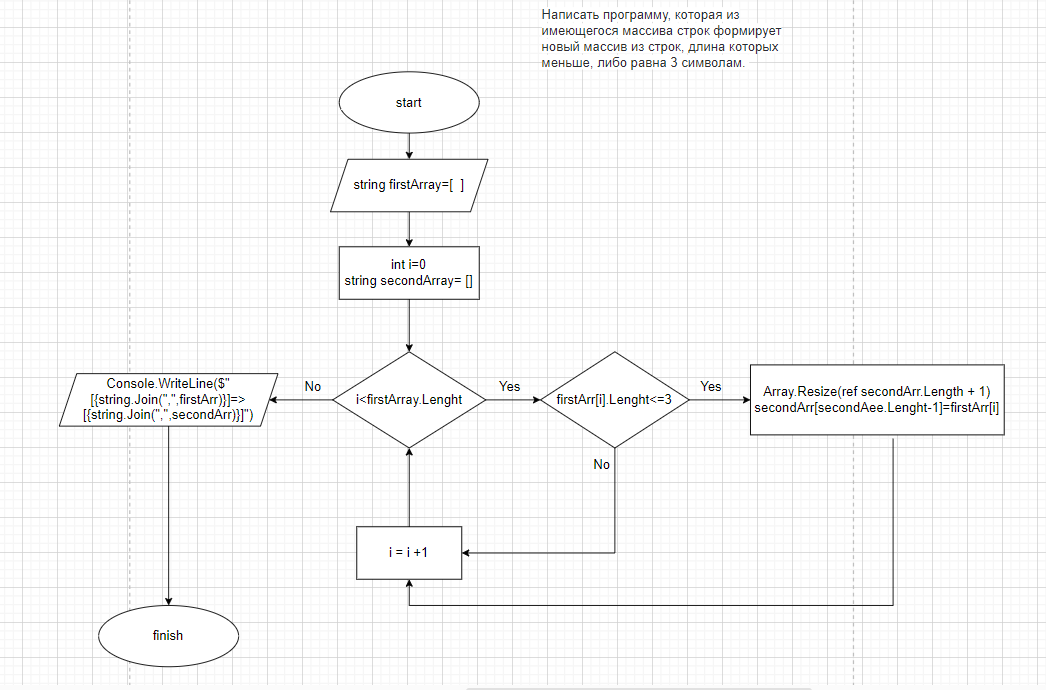 Написать программу, которая из
имеющегося массива строк формирует
новый массив из строк, длина которых
меньше, либо равна 3 символам.
start
string firstArray=[  ]
int i=0
string secondArray= []
Console.WriteLine($"
[{string.Join(",",firstArr)}]=>
[{string.Join(",",secondArr)}]")
No
i<firstArray.Lenght
Yes
firstArr[i].Lenght<=3
Yes
Array.Resize(ref secondArr.Length + 1)
secondArr[secondAee.Lenght-1]=firstArr[i]
No
i = i +1
finish